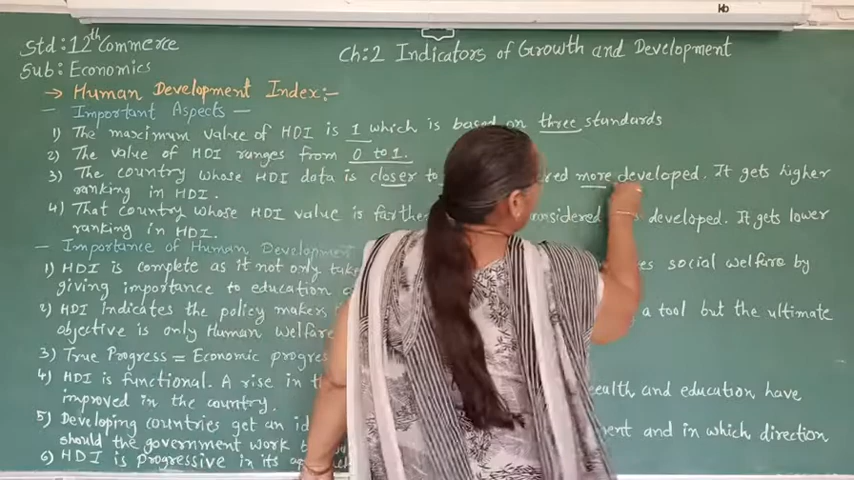 Std: 12th Commerce
Ch:2 Indicators of Growth and Development
Sub: Economics
→ Human Development Index:-
- Important Aspects -
1) The maximum value of HDI is 1 which is based on three standards
2) The value of HDI ranges from 0 to 1.
3) The country whose HDI data is closer to more developed. It gets higher
ranking in HDI.
4) That country whose HDI value is considered developed. It gets lower
ranking in HDI.
- Importance of Human Development
1) HDI is complete as it not only social welfare by
giving importance to education
2) HDI indicates the policy maker a tool but the ultimate
objective is only Human welfare
3) True Progress = Economic
4) HDI is functional. A rise in health and education have
improved in the country.
5) Developing countries get an and in which direction
should the government work
6) HDI is progressive in its